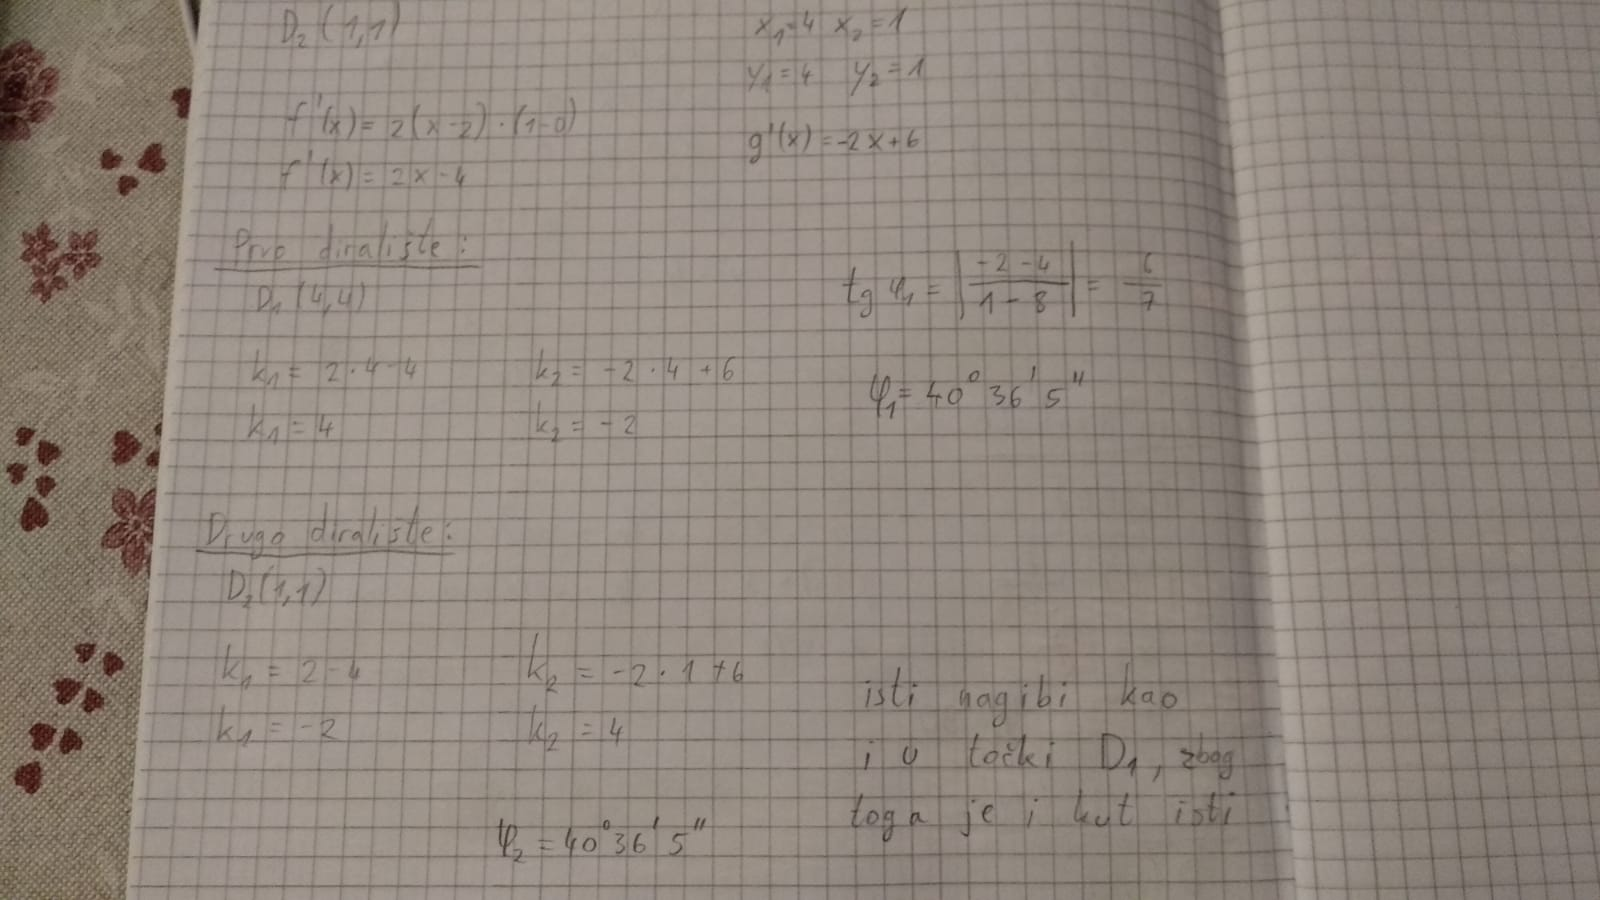 D₂(1,1)
x₁=4 x₂=1
y₁=4 y₂=1
f'(x) = 2(x-2)·(1-0)
f'(x) = 2x-4
g'(x) = -2x+6
Prvo diralište:
D₁(4,4)
k₁ = 2·4-4
k₁ = 4
k₂ = -2·4+6
k₂ = -2
tg φ₁ = |(-2-4)/(1-8)| = 6/7
φ₁ = 40° 36' 5"
Drugo diralište:
D₂(1,1)
k₁ = 2-4
k₁ = -2
k₂ = -2·1+6
k₂ = 4
isti nagibi kao
i u točki D₁, zbog
toga je i kut isti
φ₂ = 40° 36' 5"